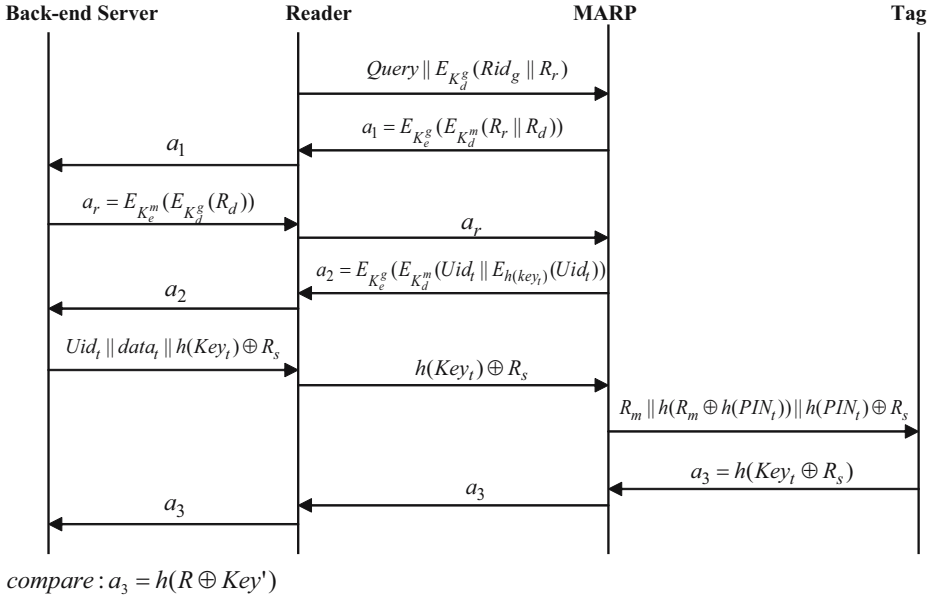 Back-end Server Reader MARP Tag
Query || E_{K_d^g}(Rid_g || R_r)
a_1 = E_{K_e^g}(E_{K_d^m}(R_r || R_d))
a_1
a_r = E_{K_e^m}(E_{K_d^g}(R_d))
a_r
a_2 = E_{K_e^g}(E_{K_d^m}(Uid_t || E_{h(key_t)}(Uid_t))
a_2
Uid_t || data_t || h(Key_t) ⊕ R_s
h(Key_t) ⊕ R_s
R_m || h(R_m ⊕ h(PIN_t)) || h(PIN_t) ⊕ R_s
a_3 = h(Key_t ⊕ R_s)
a_3
a_3
compare : a_3 = h(R ⊕ Key')